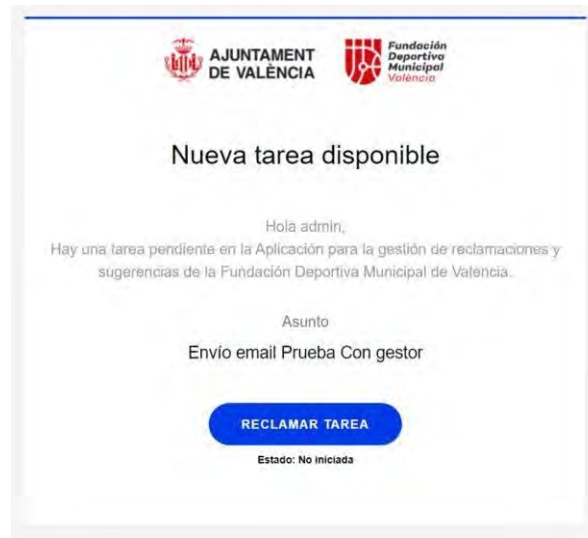 AJUNTAMENT
DE VALÈNCIA
Fundación
Deportiva
Municipal
València
Nueva tarea disponible
Hola admin,
Hay una tarea pendiente en la Aplicación para la gestión de reclamaciones y
sugerencias de la Fundación Deportiva Municipal de Valencia.
Asunto
Envío email Prueba Con gestor
RECLAMAR TAREA
Estado: No iniciada